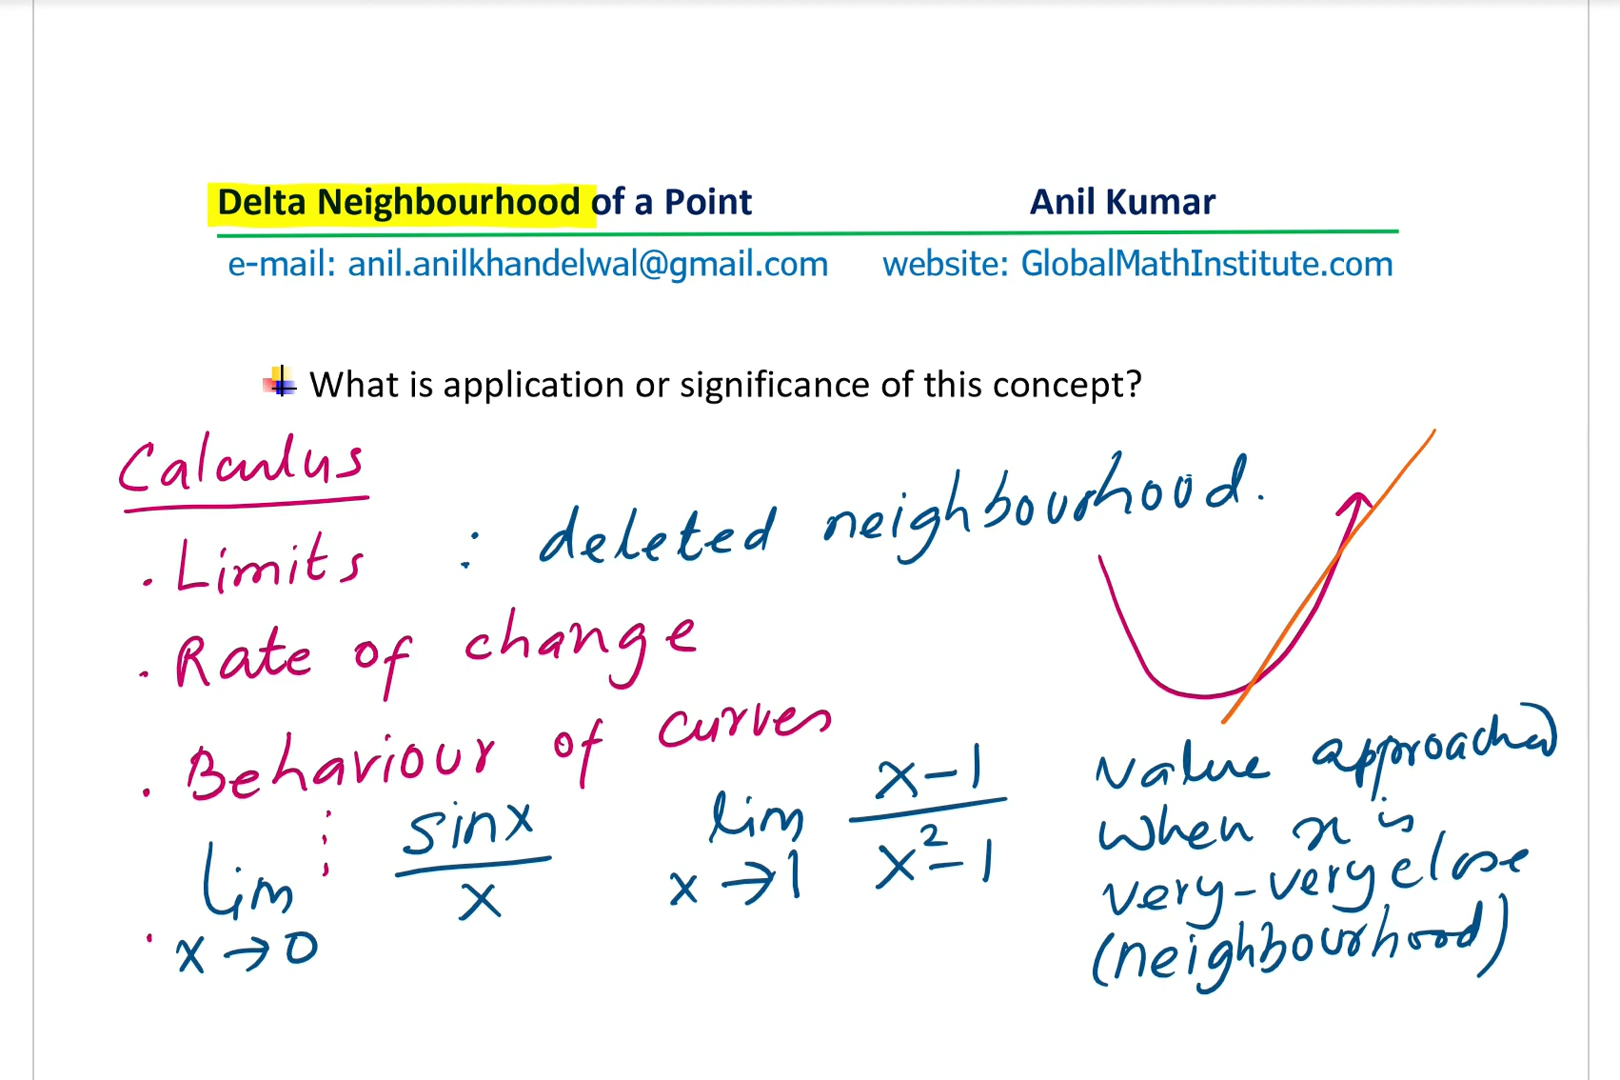 Delta Neighbourhood of a Point Anil Kumar
e-mail: anil.anilkhandelwal@gmail.com website: GlobalMathInstitute.com
What is application or significance of this concept?
Calculus
. Limits : deleted neighbourhood.
. Rate of change
. Behaviour of curves
lim x→0 sinx/x lim x→1 x-1/x²-1
value approached
when x is
very-very close
(neighbourhood)